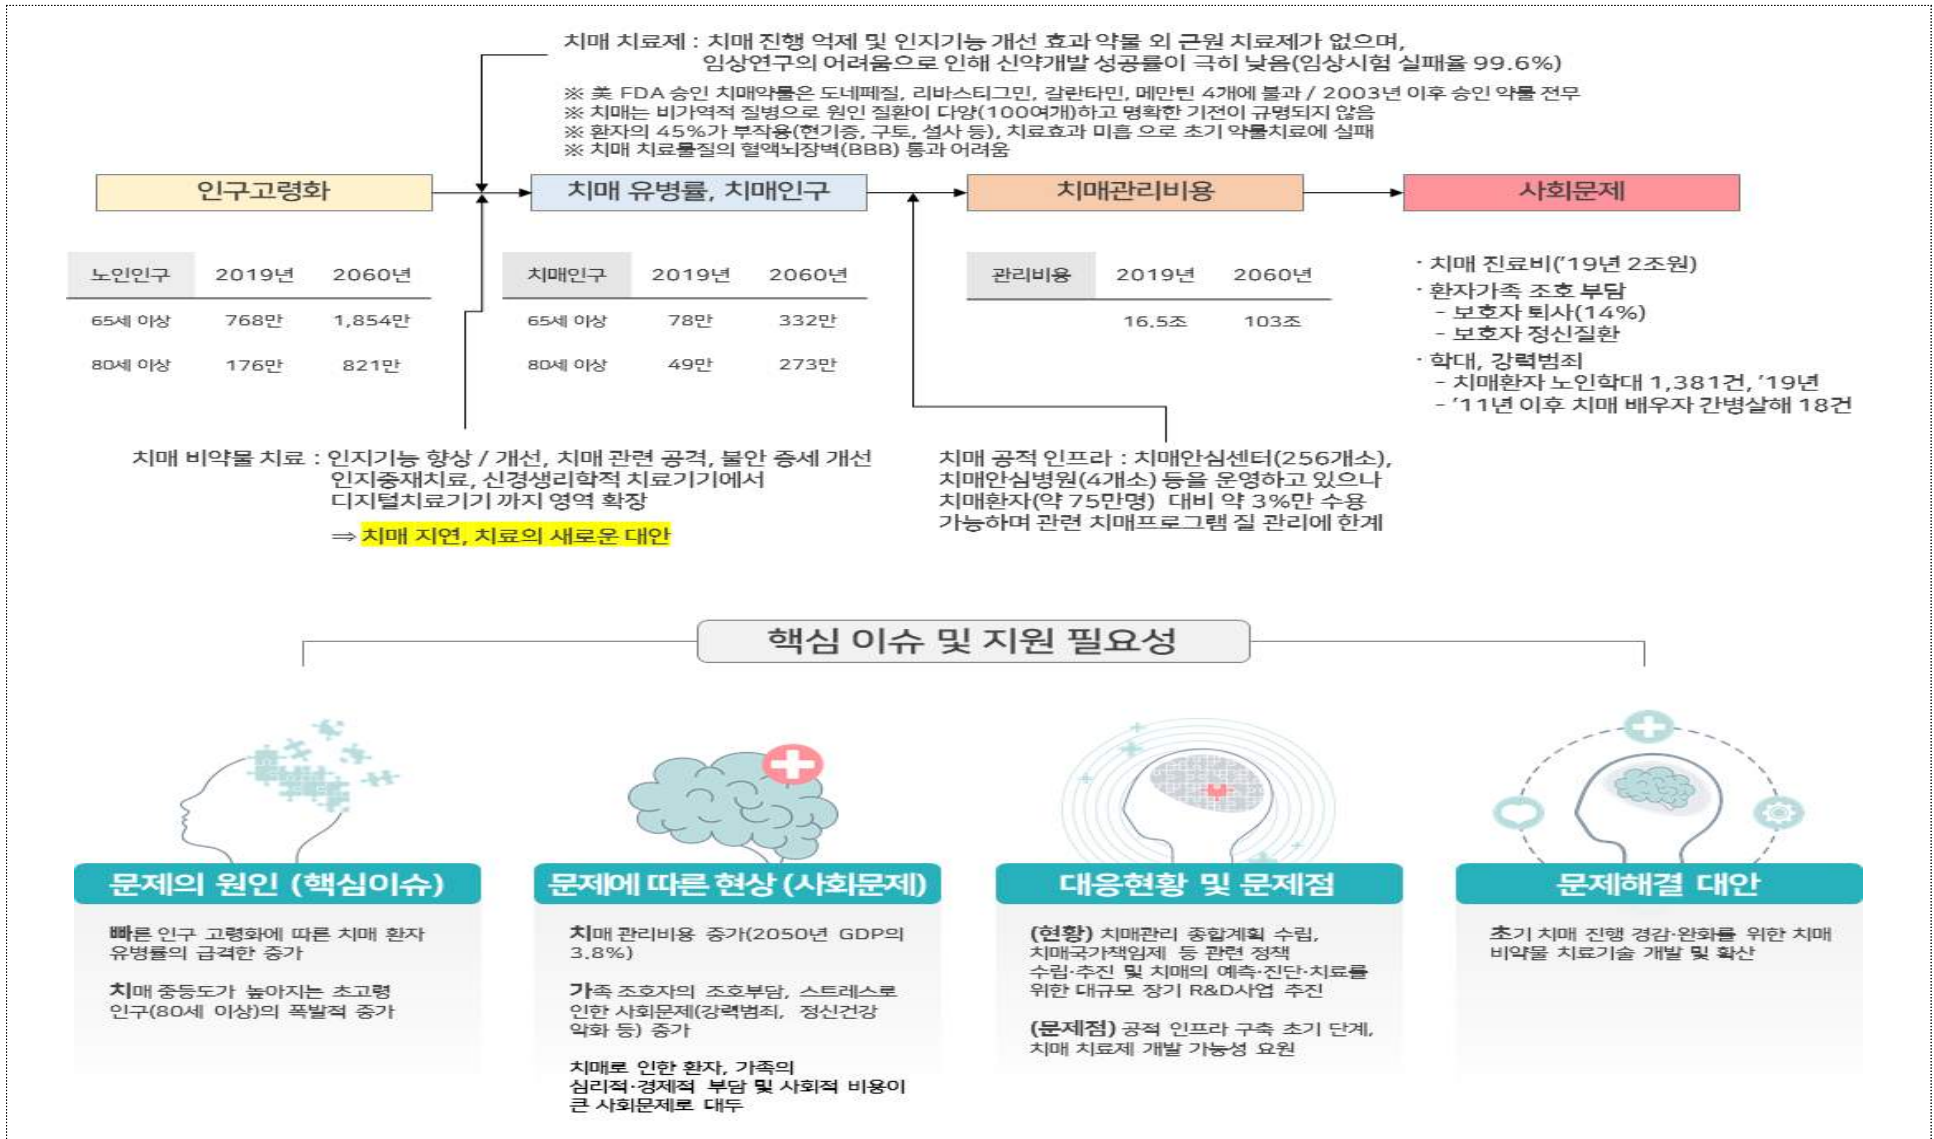 치매 치료제 : 치매 진행 억제 및 인지기능 개선 효과 약물 외 근원 치료제가 없으며,
임상연구의 어려움으로 인해 신약개발 성공률이 극히 낮음(임상시험 실패율 99.6%)
※ 美 FDA 승인 치매약물은 도네페질, 리바스티그민, 갈란타민, 메만틴 4개에 불과 / 2003년 이후 승인 약물 전무
※ 치매는 비가역적 질병으로 원인 질환이 다양(100여개)하고 명확한 기전이 규명되지 않음
※ 환자의 45%가 부작용(현기증, 구토, 설사 등), 치료효과 미흡 으로 초기 약물치료에 실패
※ 치매 치료물질의 혈액뇌장벽(BBB) 통과 어려움
인구고령화
치매 유병률, 치매인구
치매관리비용
사회문제
노인인구 2019년 2060년
65세 이상 768만 1,854만
80세 이상 176만 821만
치매인구 2019년 2060년
65세 이상 78만 332만
80세 이상 49만 273만
관리비용 2019년 2060년
16.5조 103조
· 치매 진료비('19년 2조원)
· 환자가족 조호 부담
- 보호자 퇴사(14%)
- 보호자 정신질환
· 학대, 강력범죄
- 치매환자 노인학대 1,381건, '19년
- '11년 이후 치매 배우자 간병살해 18건
치매 비약물 치료 : 인지기능 향상 / 개선, 치매 관련 공격, 불안 증세 개선
인지중재치료, 신경생리학적 치료기기에서
디지털치료기기 까지 영역 확장
⇒ 치매 지연, 치료의 새로운 대안
치매 공적 인프라 : 치매안심센터(256개소),
치매안심병원(4개소) 등을 운영하고 있으나
치매환자(약 75만명) 대비 약 3%만 수용
가능하며 관련 치매프로그램 질 관리에 한계
핵심 이슈 및 지원 필요성
문제의 원인 (핵심이슈)
빠른 인구 고령화에 따른 치매 환자
유병률의 급격한 증가
치매 중등도가 높아지는 초고령
인구(80세 이상)의 폭발적 증가
문제에 따른 현상 (사회문제)
치매 관리비용 증가(2050년 GDP의
3.8%)
가족 조호자의 조호부담, 스트레스로
인한 사회문제(강력범죄, 정신건강
악화 등) 증가
치매로 인한 환자, 가족의
심리적·경제적 부담 및 사회적 비용이
큰 사회문제로 대두
대응현황 및 문제점
(현황) 치매관리 종합계획 수립,
치매국가책임제 등 관련 정책
수립·추진 및 치매의 예측·진단·치료를
위한 대규모 장기 R&D사업 추진
(문제점) 공적 인프라 구축 초기 단계,
치매 치료제 개발 가능성 요원
문제해결 대안
초기 치매 진행 경감·완화를 위한 치매
비약물 치료기술 개발 및 확산